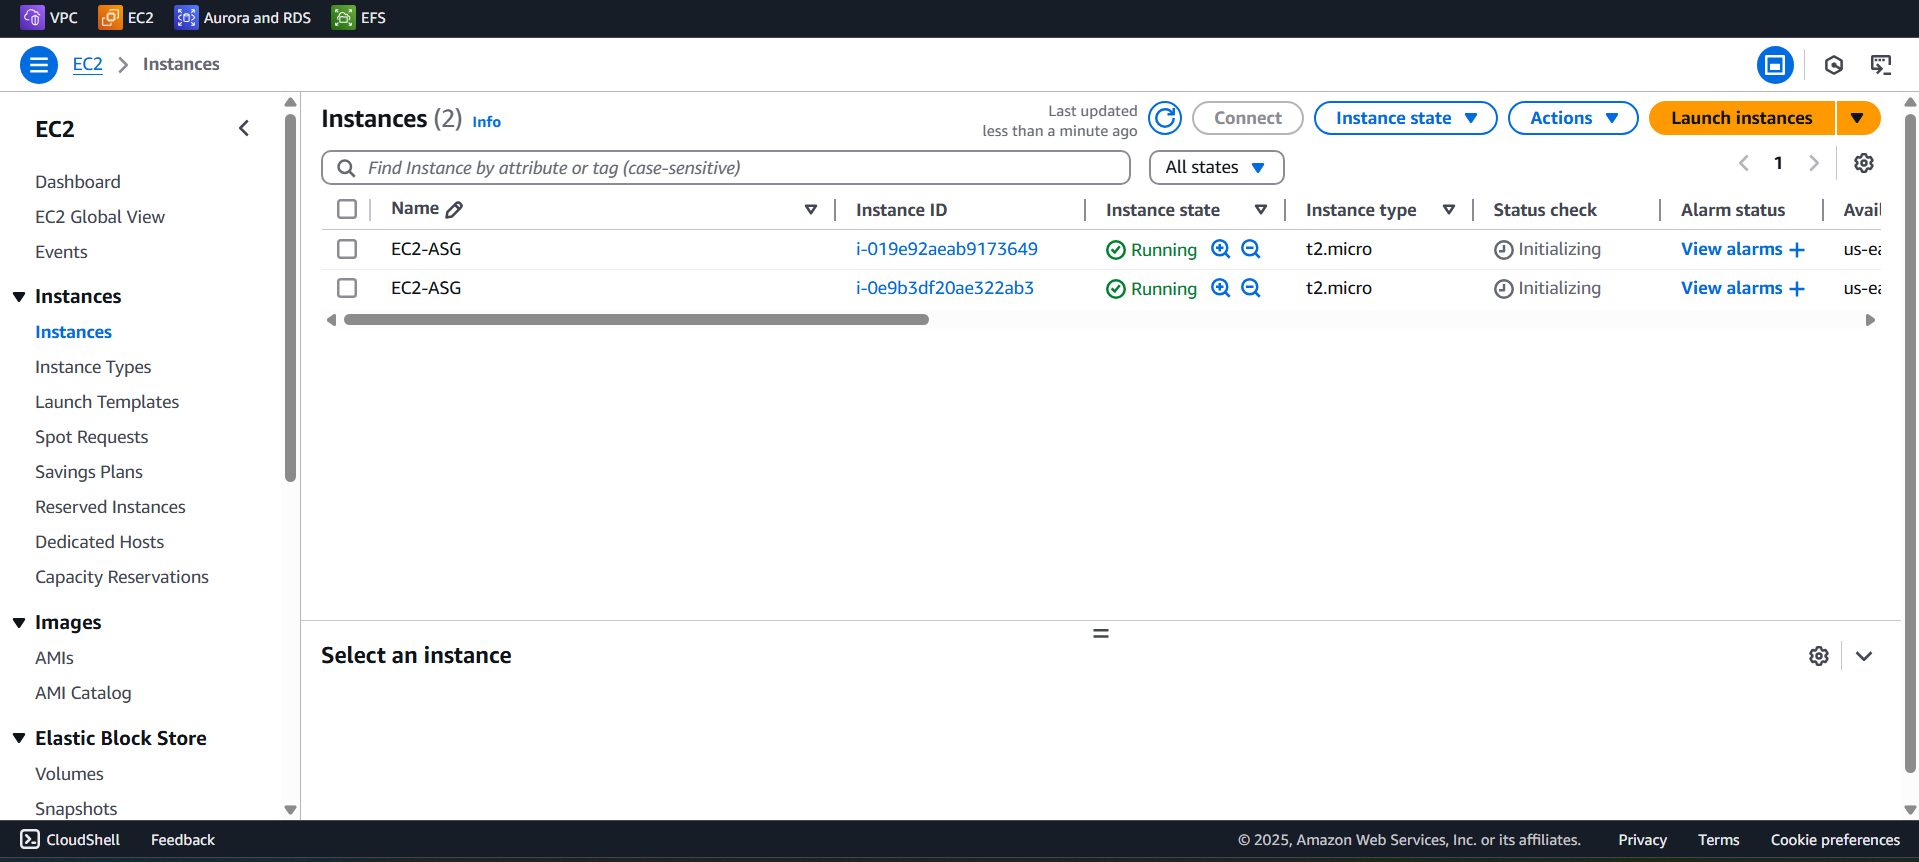 VPC EC2 Aurora and RDS EFS
EC2 Instances
EC2
Dashboard
EC2 Global View
Events
Instances
Instances
Instance Types
Launch Templates
Spot Requests
Savings Plans
Reserved Instances
Dedicated Hosts
Capacity Reservations
Images
AMIs
AMI Catalog
Elastic Block Store
Volumes
Snapshots
Instances (2) Info
Last updated
less than a minute ago
Connect Instance state Actions Launch instances
Find Instance by attribute or tag (case-sensitive) All states 1
Name Instance ID Instance state Instance type Status check Alarm status Avail
EC2-ASG i-019e92aeab9173649 Running t2.micro Initializing View alarms + us-ea
EC2-ASG i-0e9b3df20ae322ab3 Running t2.micro Initializing View alarms + us-ea
Select an instance
CloudShell Feedback © 2025, Amazon Web Services, Inc. or its affiliates. Privacy Terms Cookie preferences